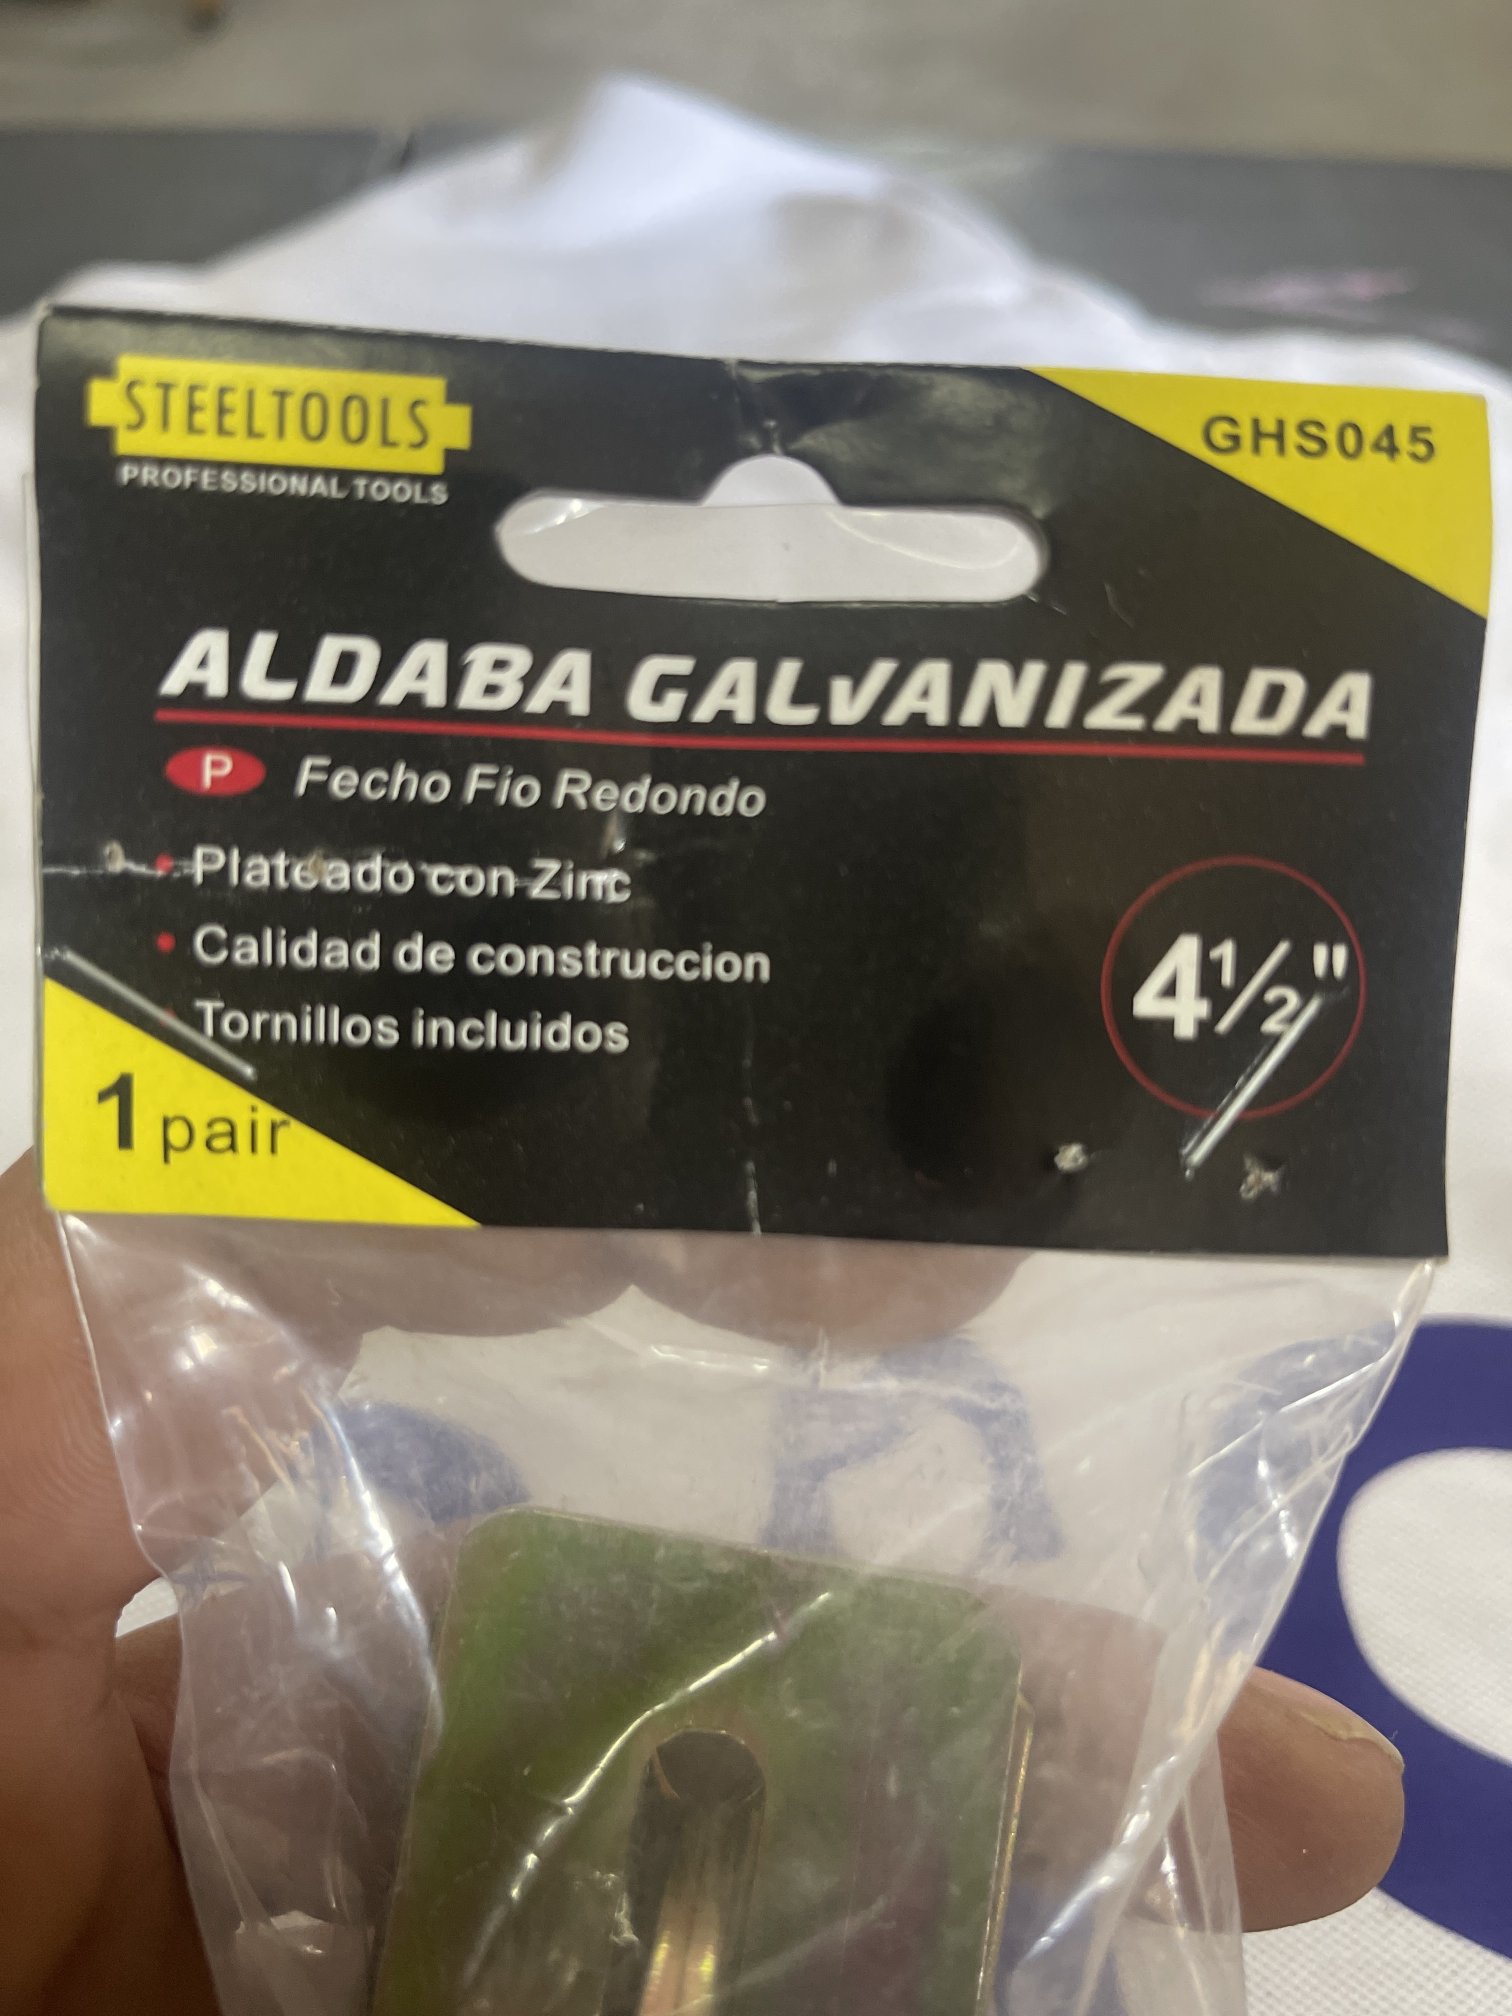 STEELTOOLS
PROFESSIONAL TOOLS
GHS045
ALDABA GALVANIZADA
P Fecho Fio Redondo
• Plateado con Zinc
• Calidad de construccion
• Tornillos incluidos
4½"
1 pair